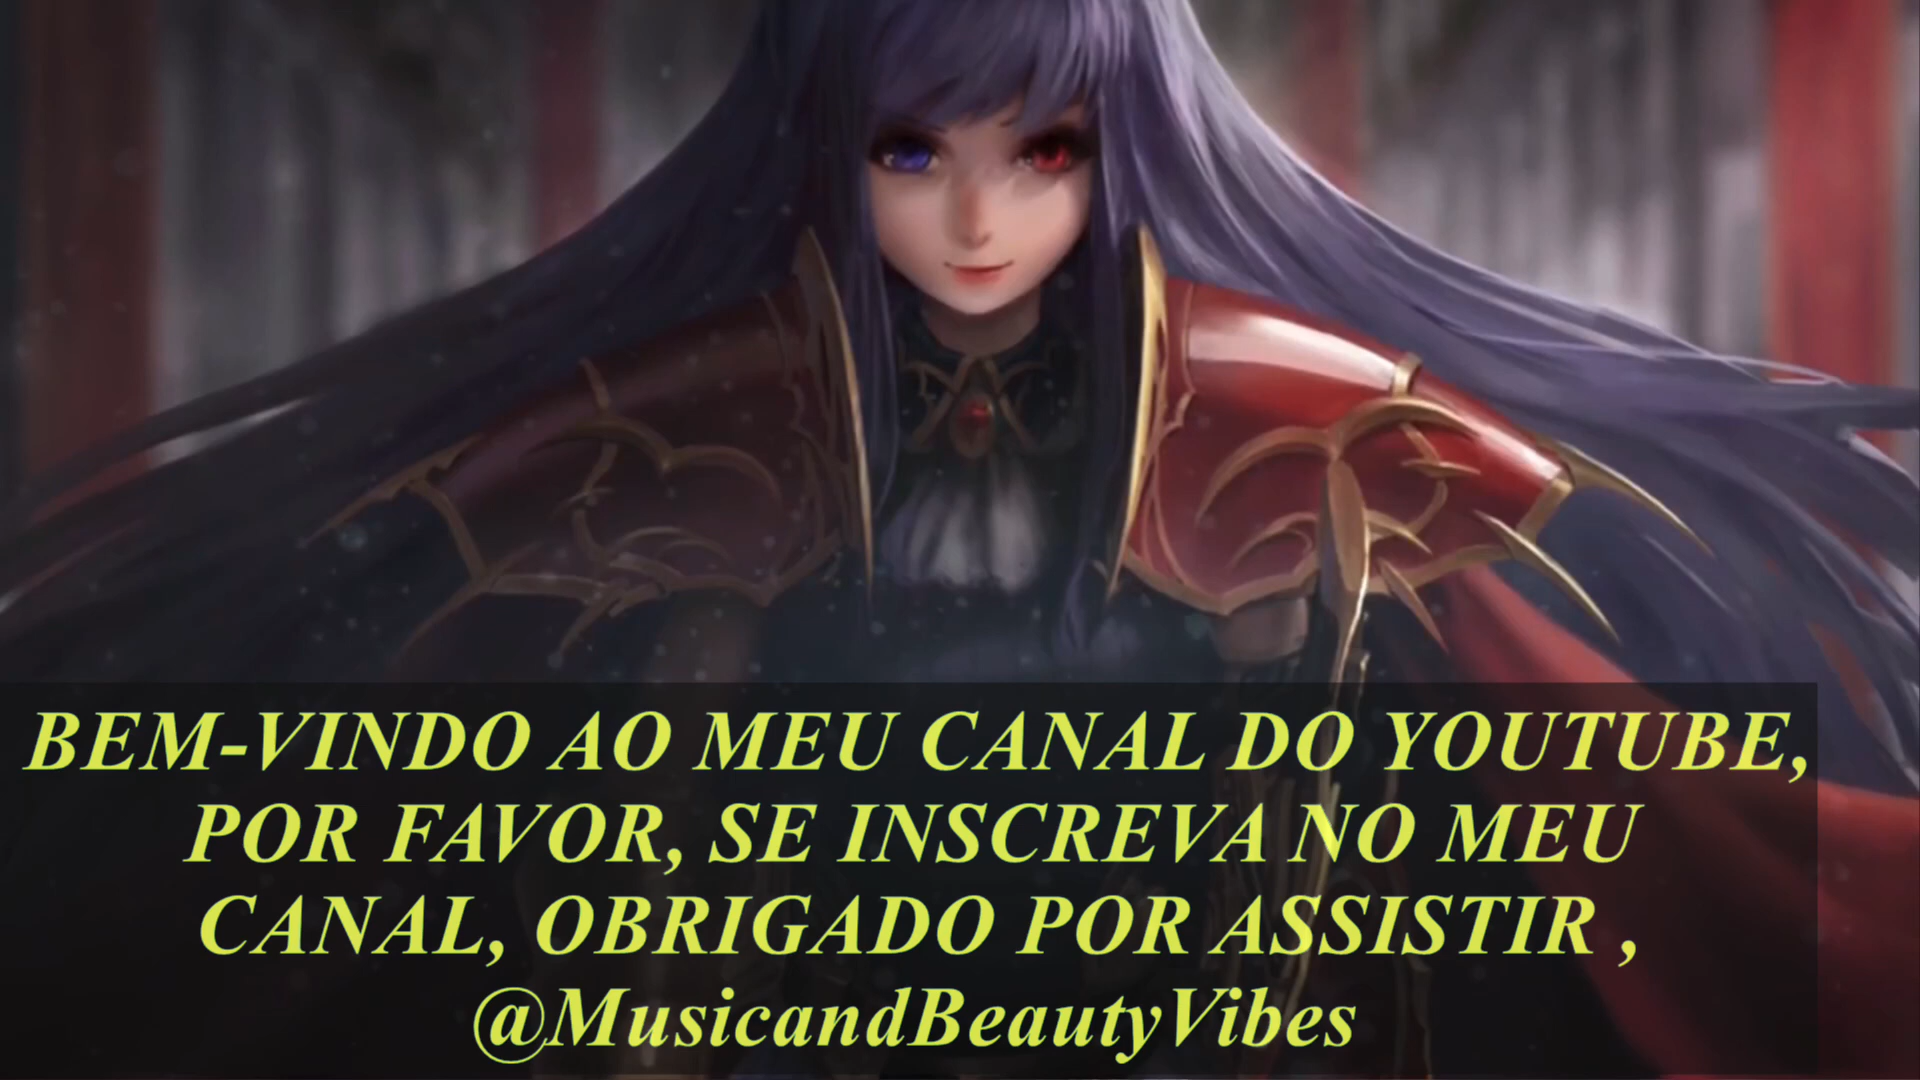 BEM-VINDO AO MEU CANAL DO YOUTUBE,
POR FAVOR, SE INSCREVA NO MEU
CANAL, OBRIGADO POR ASSISTIR ,
@MusicandBeautyVibes